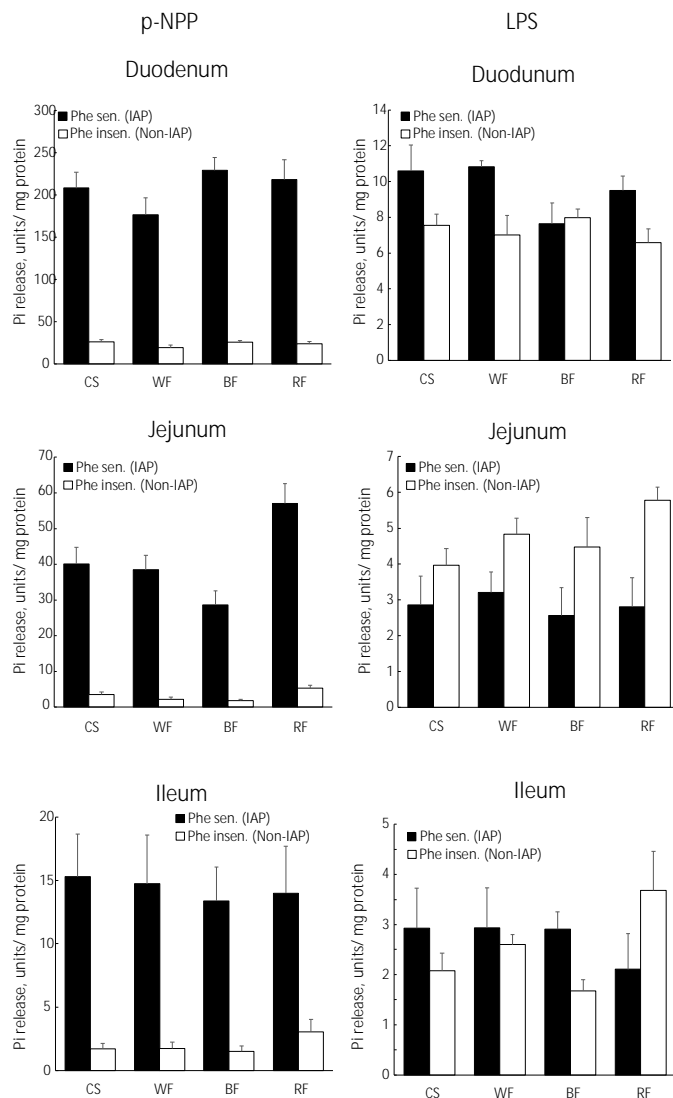 p-NPP
LPS
Duodenum
300
250
200
150
100
50
0
Pi release, units/ mg protein
Phe sen. (IAP)
Phe insen. (Non-IAP)
CS WF BF RF
Duodunum
14
12
10
8
6
4
2
0
Pi release, units/ mg protein
Phe sen. (IAP)
Phe insen. (Non-IAP)
CS WF BF RF
Jejunum
70
60
50
40
30
20
10
0
Pi release, units/ mg protein
Phe sen. (IAP)
Phe insen. (Non-IAP)
CS WF BF RF
Jejunum
7
6
5
4
3
2
1
0
Pi release, units/ mg protein
Phe sen. (IAP)
Phe insen. (Non-IAP)
CS WF BF RF
Ileum
20
15
10
5
0
Pi release, units/ mg protein
Phe sen. (IAP)
Phe insen. (Non-IAP)
CS WF BF RF
Ileum
5
4
3
2
1
0
Pi release, units/ mg protein
Phe sen. (IAP)
Phe insen. (Non-IAP)
CS WF BF RF